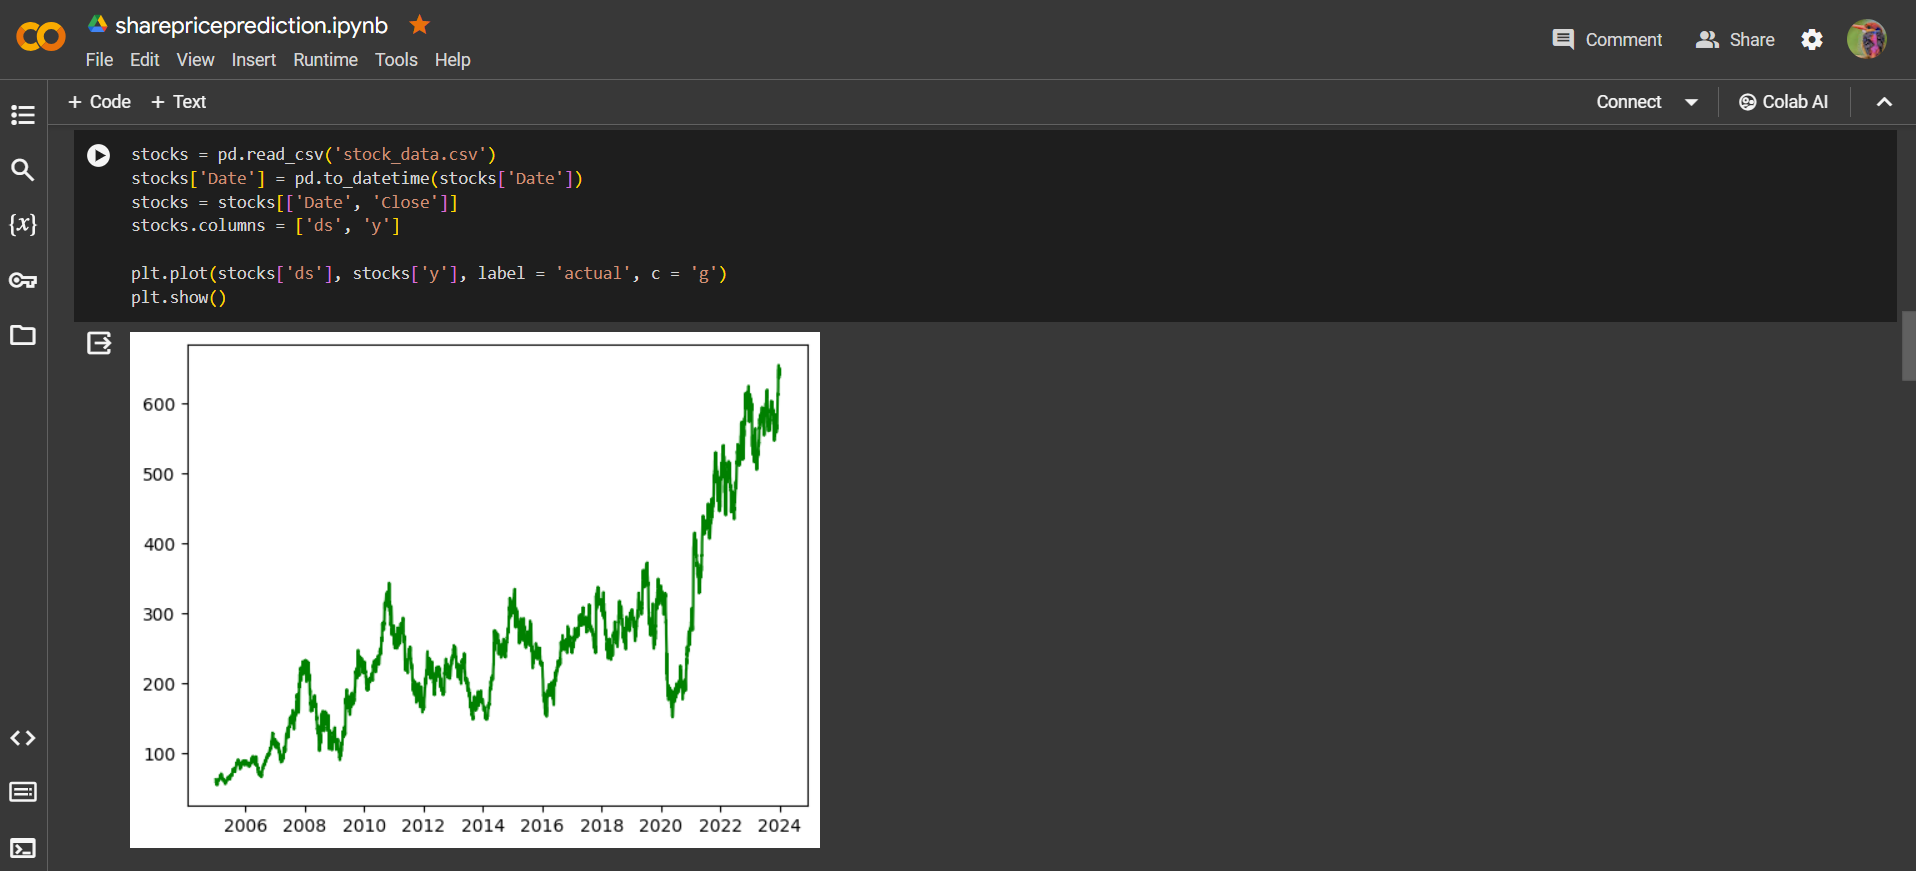 sharepriceprediction.ipynb
File Edit View Insert Runtime Tools Help
Comment Share
+ Code + Text
Connect Colab AI
{x}
stocks = pd.read_csv('stock_data.csv')
stocks['Date'] = pd.to_datetime(stocks['Date'])
stocks = stocks[['Date', 'Close']]
stocks.columns = ['ds', 'y']
plt.plot(stocks['ds'], stocks['y'], label = 'actual', c = 'g')
plt.show()
600
500
400
300
200
100
2006 2008 2010 2012 2014 2016 2018 2020 2022 2024